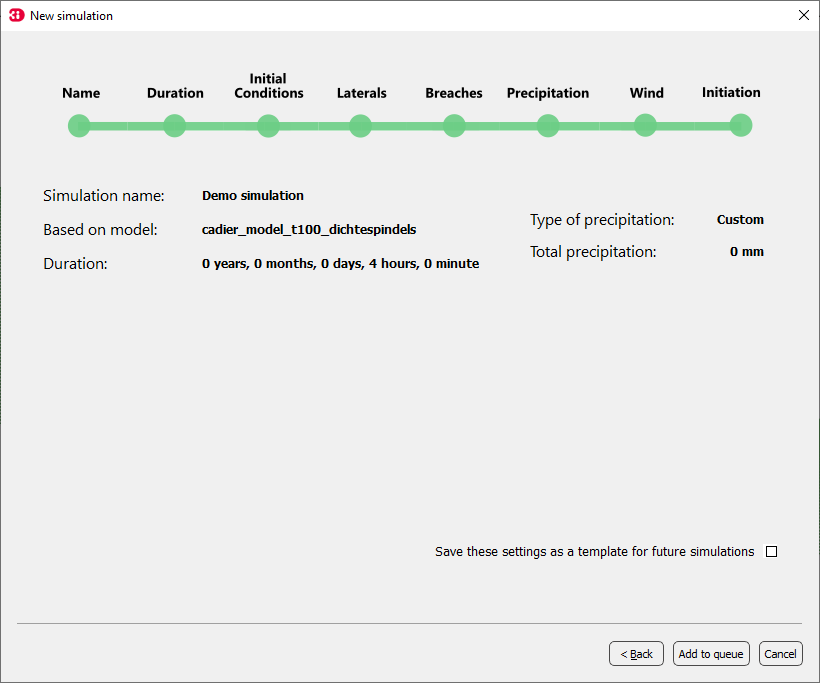 3i New simulation
Name Duration Initial Conditions Laterals Breaches Precipitation Wind Initiation
Simulation name: Demo simulation
Based on model: cadier_model_t100_dichtespindels
Duration: 0 years, 0 months, 0 days, 4 hours, 0 minute
Type of precipitation: Custom
Total precipitation: 0 mm
Save these settings as a template for future simulations
< Back Add to queue Cancel